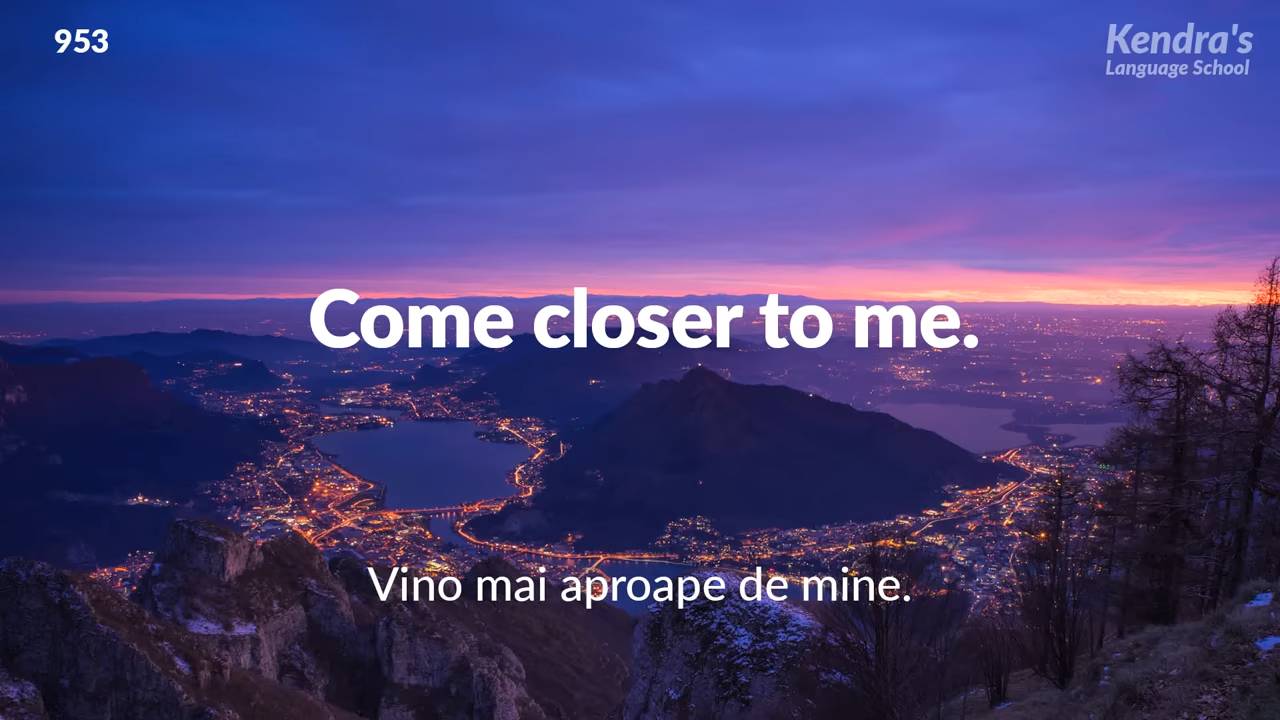 953
Kendra's
Language School
Come closer to me.
Vino mai aproape de mine.